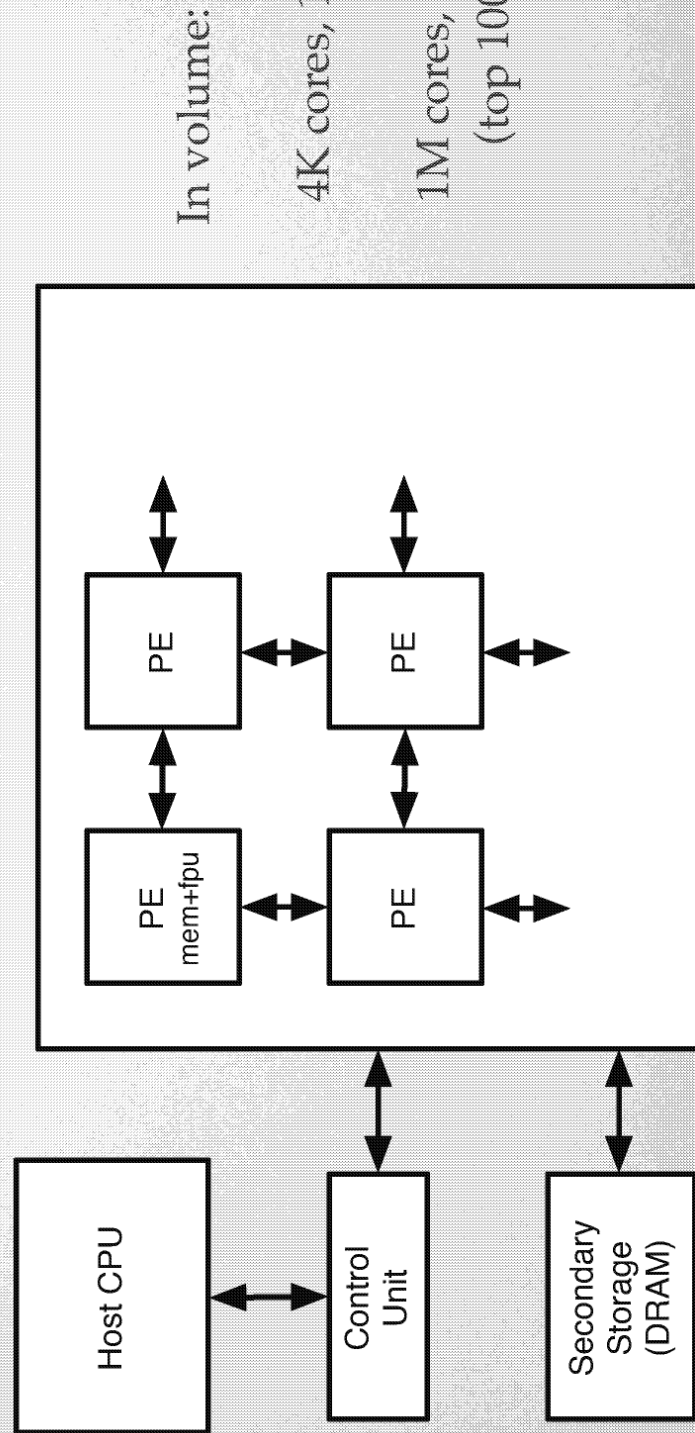 Host CPU
Control
Unit
Secondary
Storage
(DRAM)
PE
mem+fpu
PE
PE
PE
In volume:
4K cores,
1M cores,
(top